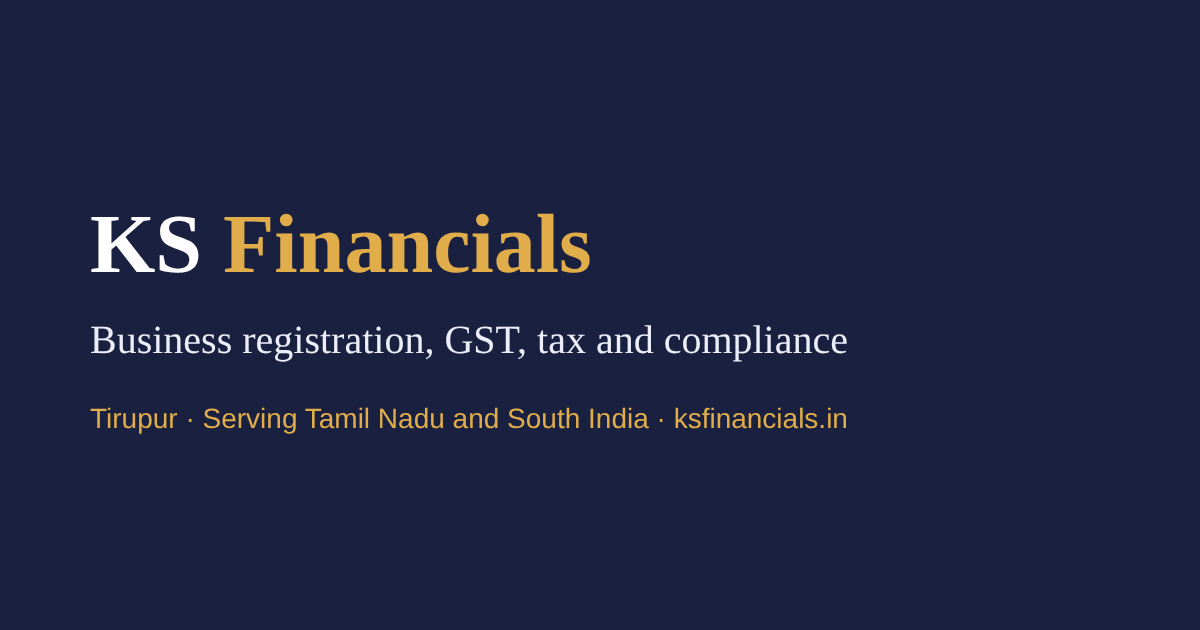 KS Financials
Business registration, GST, tax and compliance
Tirupur · Serving Tamil Nadu and South India · ksfinancials.in